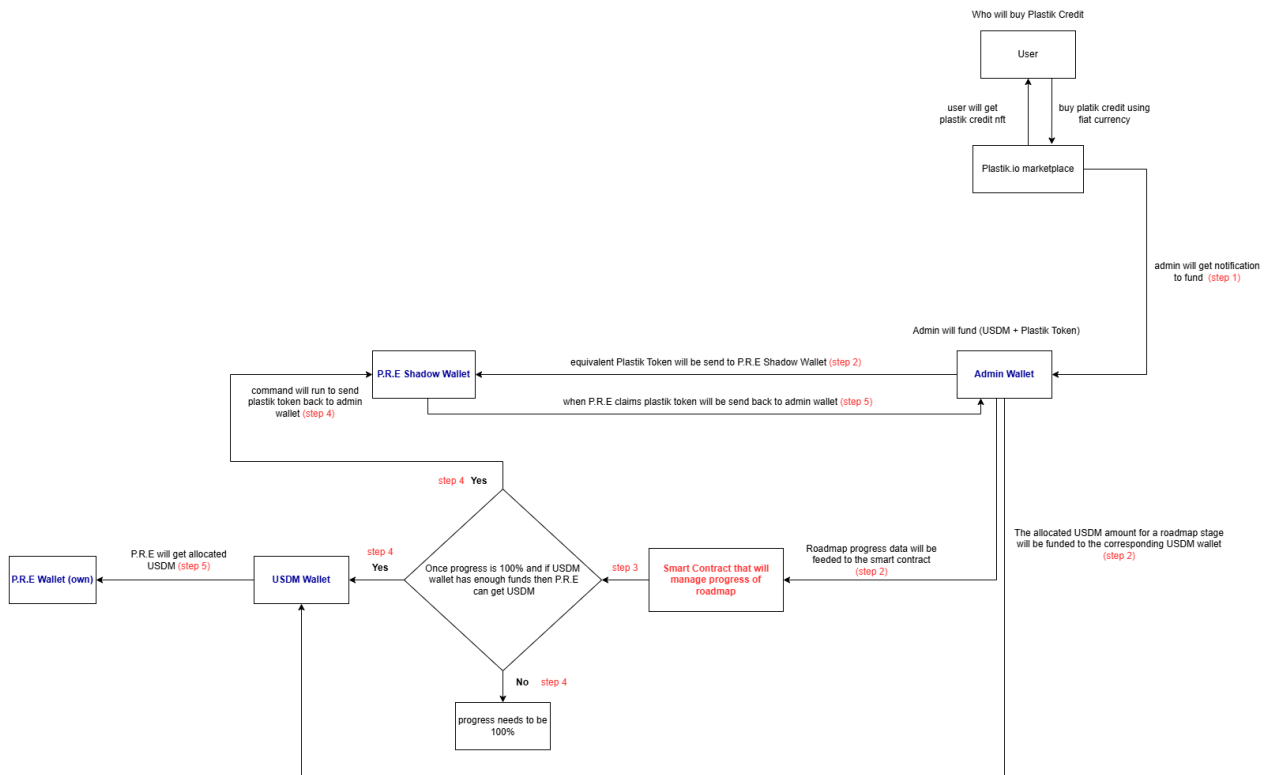 Who will buy Plastik Credit
User
user will get
plastik credit nft
buy platik credit using
fiat currency
Plastik.io marketplace
admin will get notification
to fund (step 1)
Admin will fund (USDM + Plastik Token)
equivalent Plastik Token will be send to P.R.E Shadow Wallet (step 2)
P.R.E Shadow Wallet
Admin Wallet
command will run to send
plastik token back to admin
wallet (step 4)
when P.R.E claims plastik token will be send back to admin wallet (step 5)
step 4 Yes
The allocated USDM amount for a roadmap stage
will be funded to the corresponding USDM wallet
(step 2)
P.R.E will get allocated
USDM (step 5)
step 4
Yes
Roadmap progress data will be
feeded to the smart contract
(step 2)
P.R.E Wallet (own)
USDM Wallet
Once progress is 100% and if USDM
wallet has enough funds then P.R.E
can get USDM
step 3
Smart Contract that will
manage progress of
roadmap
No step 4
progress needs to be
100%